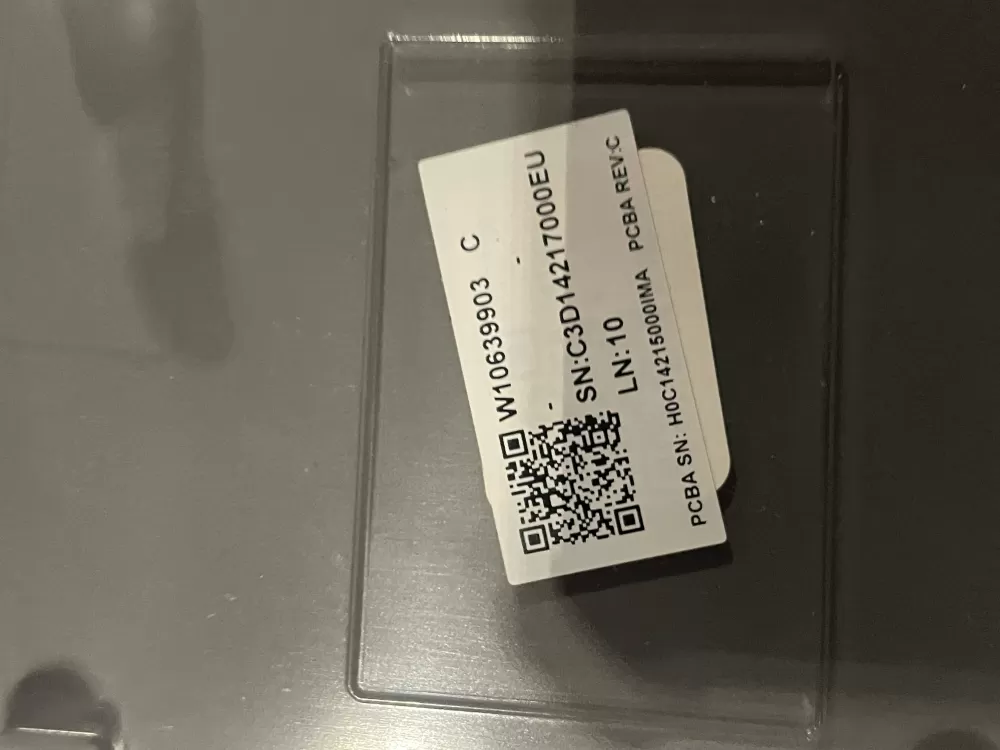 W10639903 C
- -
SN:C3D14217000EU
LN:10
PCBA SN: H0C14215000IMA PCBA REV:C